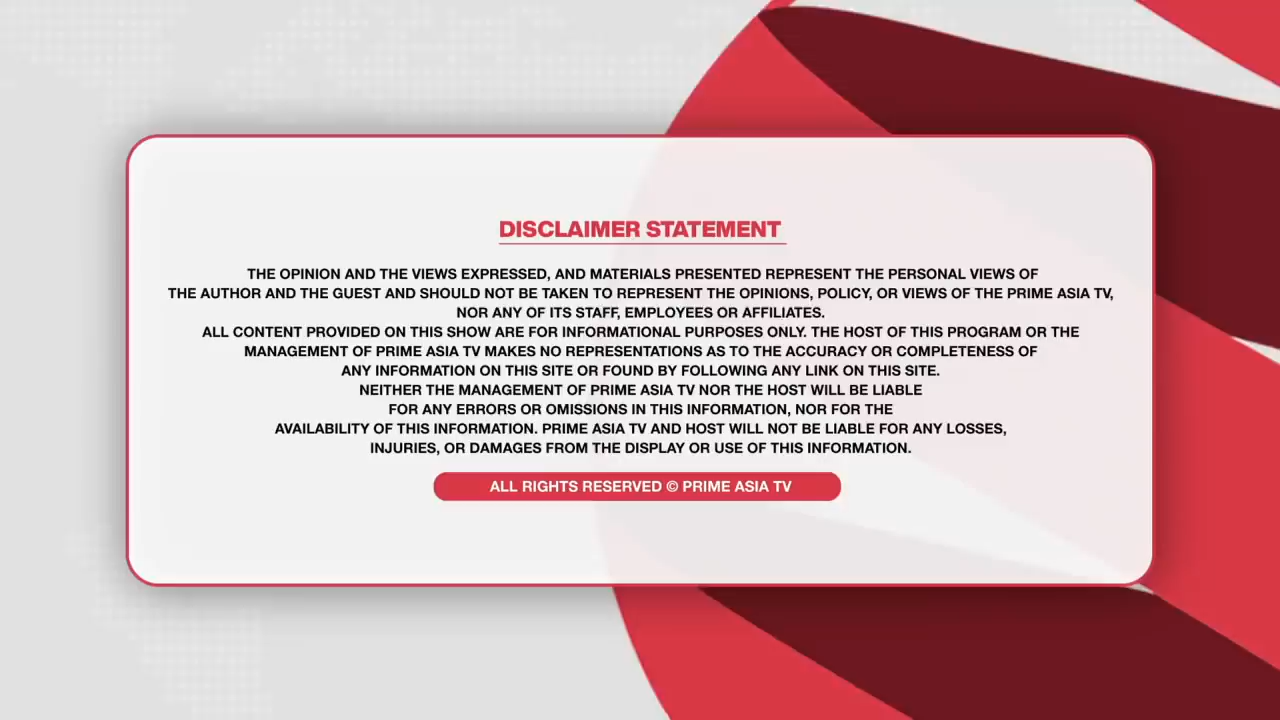 DISCLAIMER STATEMENT
THE OPINION AND THE VIEWS EXPRESSED, AND MATERIALS PRESENTED REPRESENT THE PERSONAL VIEWS OF
THE AUTHOR AND THE GUEST AND SHOULD NOT BE TAKEN TO REPRESENT THE OPINIONS, POLICY, OR VIEWS OF THE PRIME ASIA TV,
NOR ANY OF ITS STAFF, EMPLOYEES OR AFFILIATES.
ALL CONTENT PROVIDED ON THIS SHOW ARE FOR INFORMATIONAL PURPOSES ONLY. THE HOST OF THIS PROGRAM OR THE
MANAGEMENT OF PRIME ASIA TV MAKES NO REPRESENTATIONS AS TO THE ACCURACY OR COMPLETENESS OF
ANY INFORMATION ON THIS SITE OR FOUND BY FOLLOWING ANY LINK ON THIS SITE.
NEITHER THE MANAGEMENT OF PRIME ASIA TV NOR THE HOST WILL BE LIABLE
FOR ANY ERRORS OR OMISSIONS IN THIS INFORMATION, NOR FOR THE
AVAILABILITY OF THIS INFORMATION. PRIME ASIA TV AND HOST WILL NOT BE LIABLE FOR ANY LOSSES,
INJURIES, OR DAMAGES FROM THE DISPLAY OR USE OF THIS INFORMATION.
ALL RIGHTS RESERVED © PRIME ASIA TV